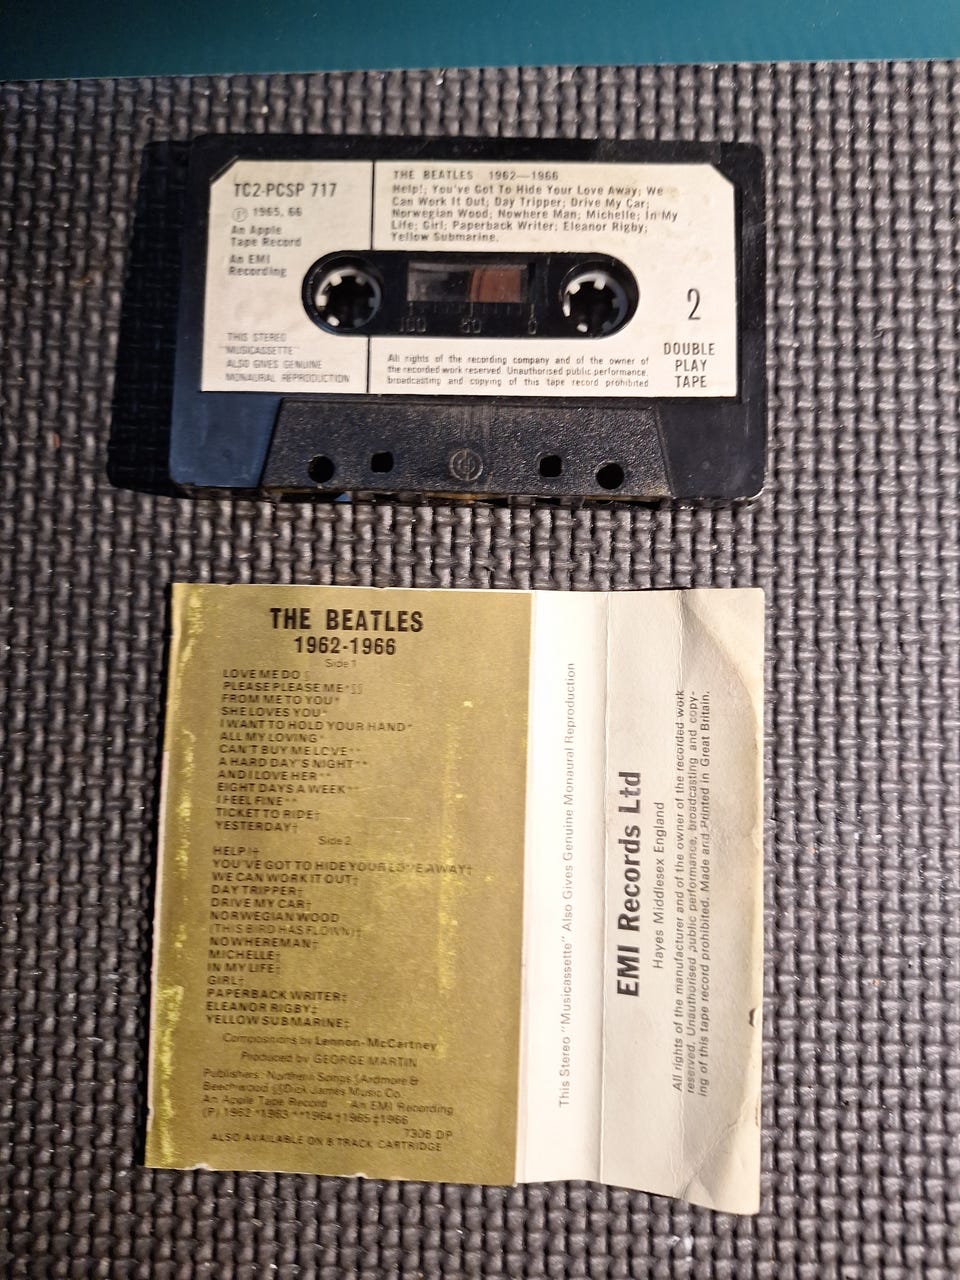 TC2-PCSP 717
Ⓟ 1965, 66
An Apple
Tape Record
An EMI
Recording
THIS STEREO
"MUSICASSETTE"
ALSO GIVES GENUINE
MONAURAL REPRODUCTION
THE BEATLES 1962—1966
Help!; You've Got To Hide Your Love Away; We
Can Work It Out; Day Tripper; Drive My Car;
Norwegian Wood; Nowhere Man; Michelle; In My
Life; Girl; Paperback Writer; Eleanor Rigby;
Yellow Submarine.
100 50 0
2
DOUBLE
PLAY
TAPE
All rights of the recording company and of the owner of
the recorded work reserved. Unauthorised public performance,
broadcasting and copying of this tape record prohibited
THE BEATLES
1962-1966
Side 1
LOVE ME DO §
PLEASE PLEASE ME*§§
FROM ME TO YOU*
SHE LOVES YOU*
I WANT TO HOLD YOUR HAND*
ALL MY LOVING*
CAN'T BUY ME LOVE**
A HARD DAY'S NIGHT**
AND I LOVE HER**
EIGHT DAYS A WEEK**
I FEEL FINE**
TICKET TO RIDE†
YESTERDAY†
Side 2
HELP!†
YOU'VE GOT TO HIDE YOUR LOVE AWAY†
WE CAN WORK IT OUT†
DAY TRIPPER†
DRIVE MY CAR†
NORWEGIAN WOOD
(THIS BIRD HAS FLOWN)†
NOWHERE MAN†
MICHELLE†
IN MY LIFE†
GIRL†
PAPERBACK WRITER‡
ELEANOR RIGBY‡
YELLOW SUBMARINE‡
Compositions by Lennon-McCartney
Produced by GEORGE MARTIN
Publishers: Northern Songs §Ardmore &
Beechwood §§Dick James Music Co.
An Apple Tape Record An EMI Recording
(P) 1962 *1963 **1964 †1965 ‡1966
7306 DP
ALSO AVAILABLE ON 8 TRACK CARTRIDGE
This Stereo "Musicassette" Also Gives Genuine Monaural Reproduction
EMI Records Ltd
Hayes Middlesex England
All rights of the manufacturer and of the owner of the recorded work
reserved. Unauthorised public performance, broadcasting and copy-
ing of this tape record prohibited. Made and Printed in Great Britain.